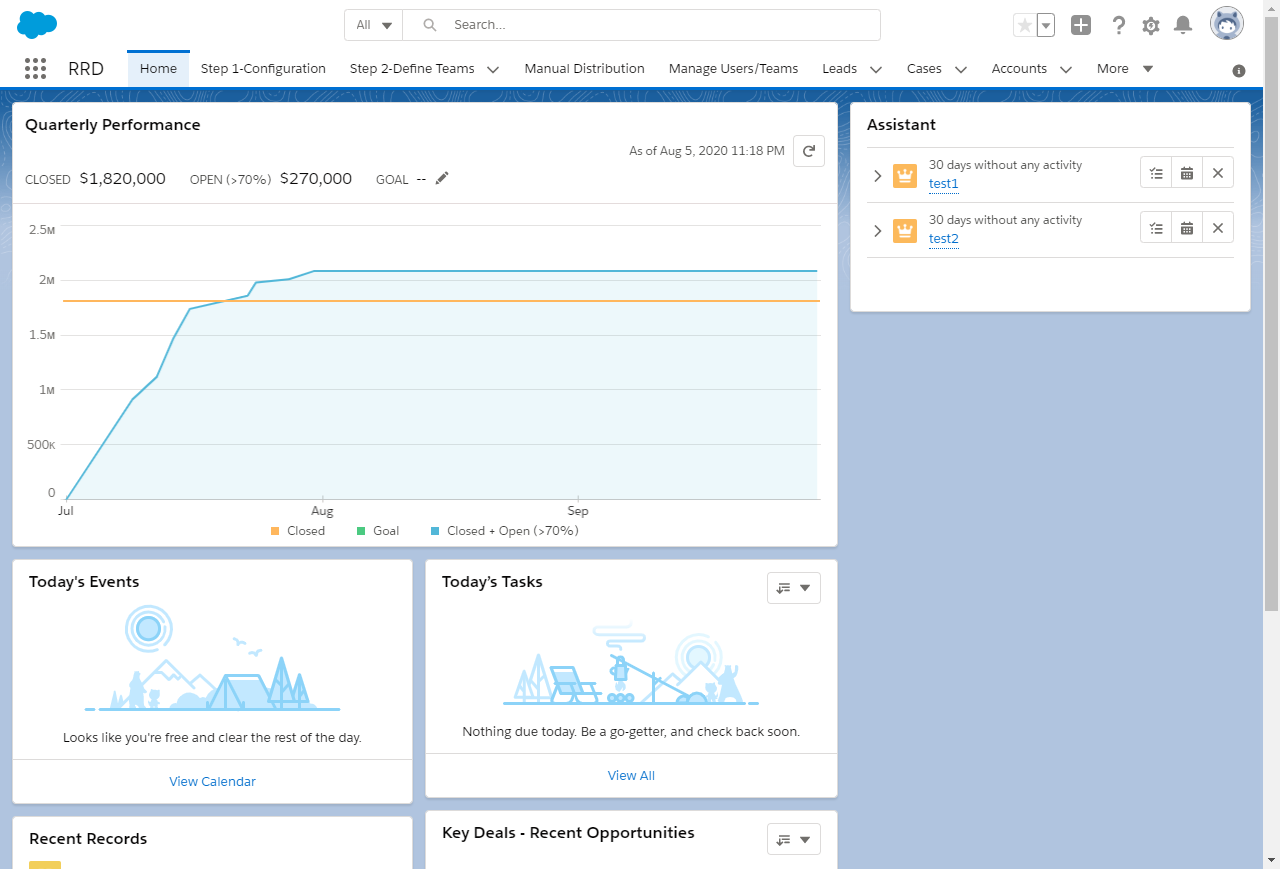 All
Search...
RRD
Home
Step 1-Configuration
Step 2-Define Teams
Manual Distribution
Manage Users/Teams
Leads
Cases
Accounts
More
Quarterly Performance
As of Aug 5, 2020 11:18 PM
CLOSED $1,820,000 OPEN (>70%) $270,000 GOAL --
2.5M
2M
1.5M
1M
500K
0
Jul Aug Sep
Closed Goal Closed + Open (>70%)
Assistant
30 days without any activity
test1
30 days without any activity
test2
Today's Events
Looks like you're free and clear the rest of the day.
View Calendar
Today’s Tasks
Nothing due today. Be a go-getter, and check back soon.
View All
Recent Records
Key Deals - Recent Opportunities